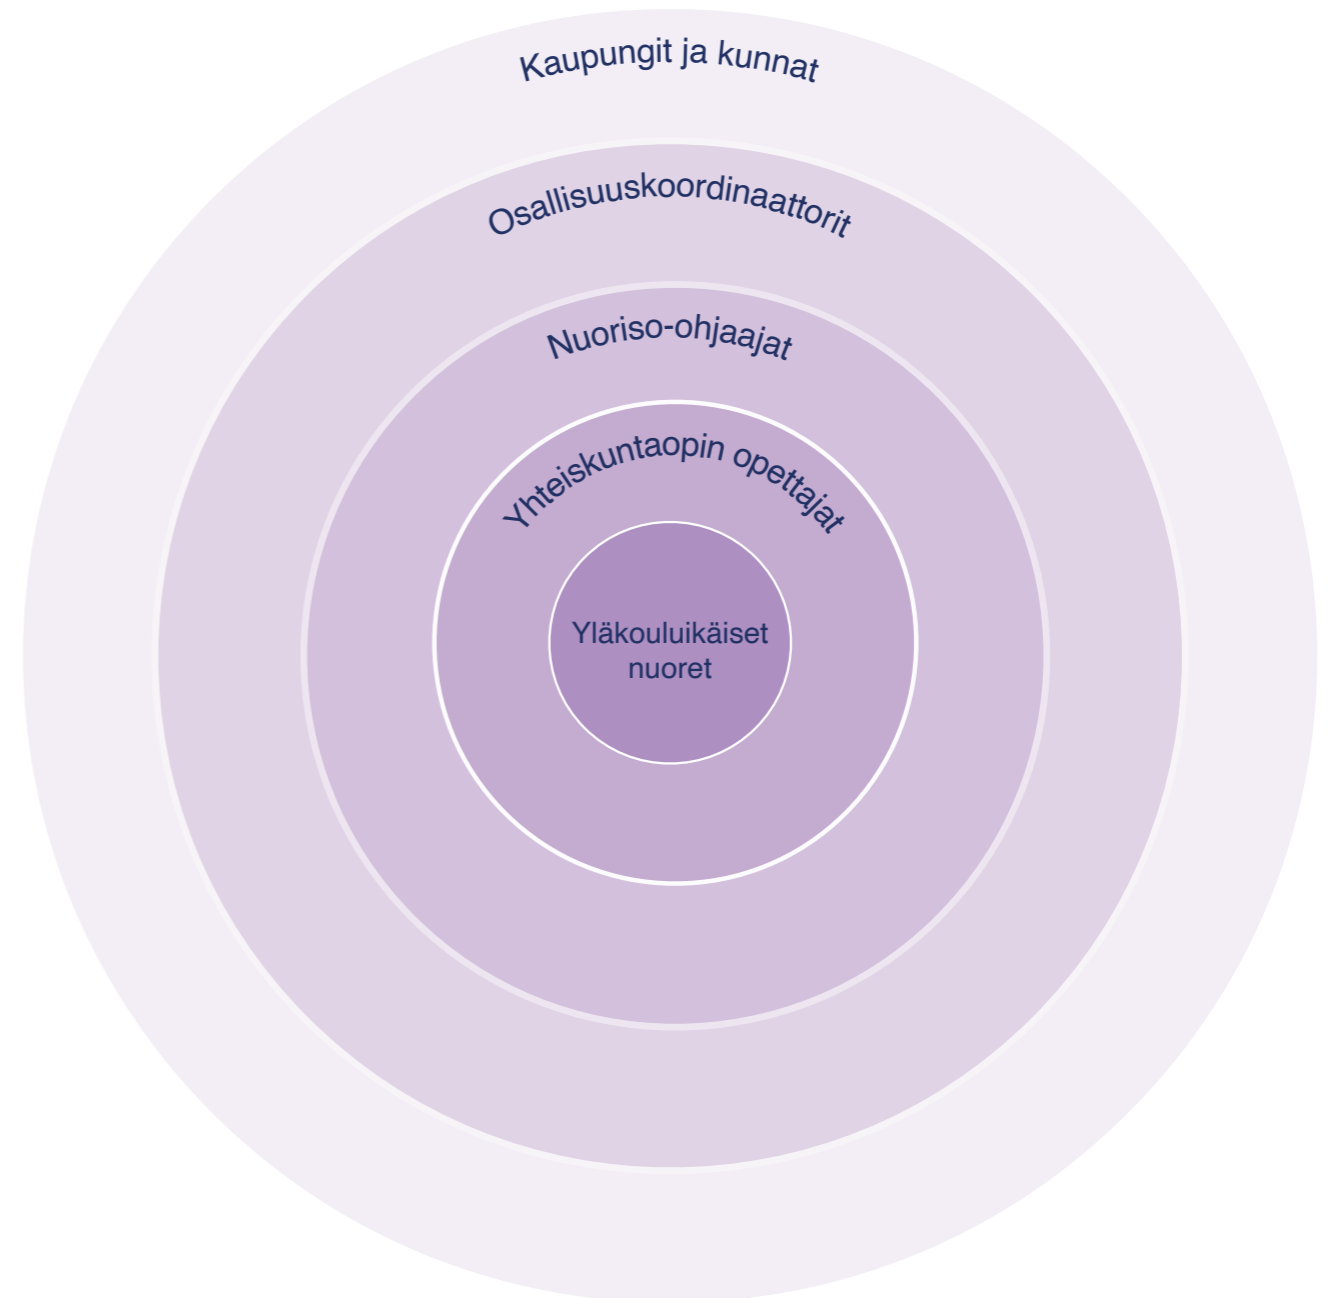 Kaupungit ja kunnat
Osallisuuskoordinaattorit
Nuoriso-ohjaajat
Yhteiskuntaopin opettajat
Yläkouluikäiset
nuoret